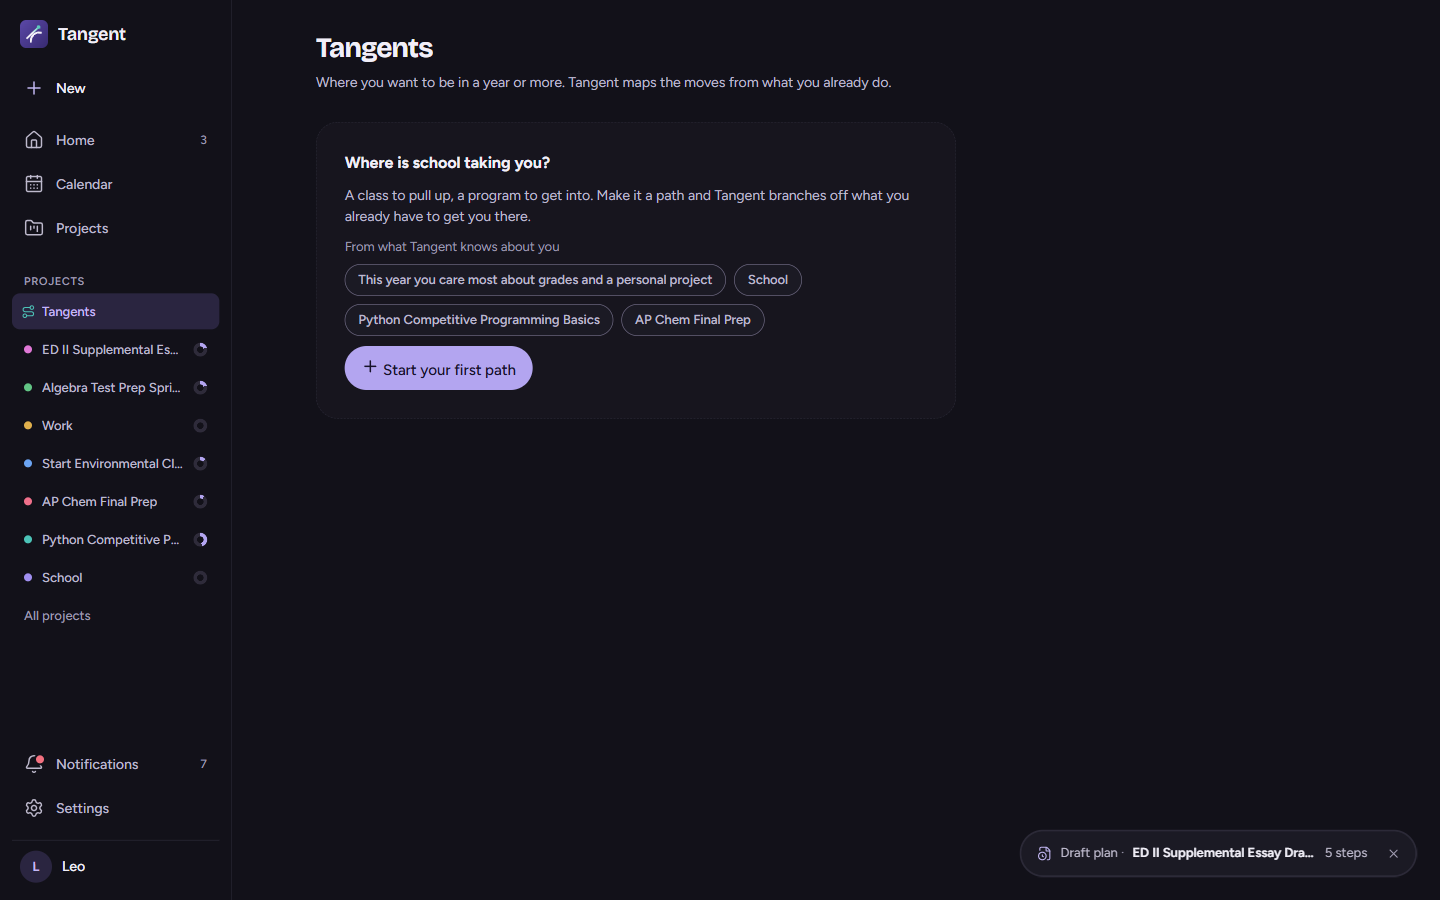 Tangent
New
Home 3
Calendar
Projects
PROJECTS
Tangents
ED II Supplemental Es...
Algebra Test Prep Spri...
Work
Start Environmental Cl...
AP Chem Final Prep
Python Competitive P...
School
All projects
Notifications 7
Settings
L Leo
Tangents
Where you want to be in a year or more. Tangent maps the moves from what you already do.
Where is school taking you?
A class to pull up, a program to get into. Make it a path and Tangent branches off what you
already have to get you there.
From what Tangent knows about you
This year you care most about grades and a personal project School
Python Competitive Programming Basics AP Chem Final Prep
+ Start your first path
Draft plan · ED II Supplemental Essay Dra... 5 steps ×